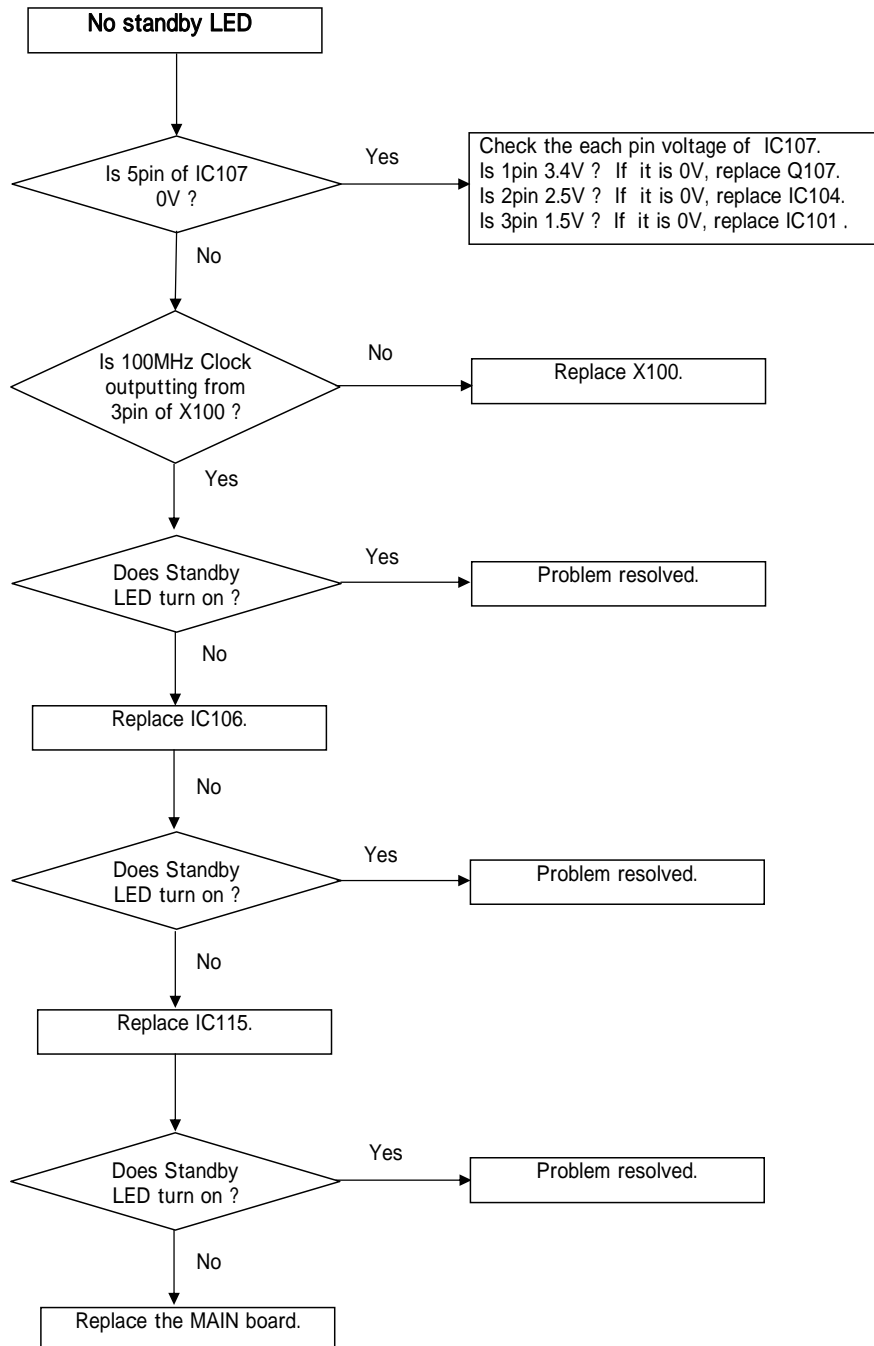 No standby LED
Is 5pin of IC107
0V ?
Yes
Check the each pin voltage of IC107.
Is 1pin 3.4V ? If it is 0V, replace Q107.
Is 2pin 2.5V ? If it is 0V, replace IC104.
Is 3pin 1.5V ? If it is 0V, replace IC101 .
No
Is 100MHz Clock
outputting from
3pin of X100 ?
No
Replace X100.
Yes
Does Standby
LED turn on ?
Yes
Problem resolved.
No
Replace IC106.
No
Does Standby
LED turn on ?
Yes
Problem resolved.
No
Replace IC115.
Does Standby
LED turn on ?
Yes
Problem resolved.
No
Replace the MAIN board.